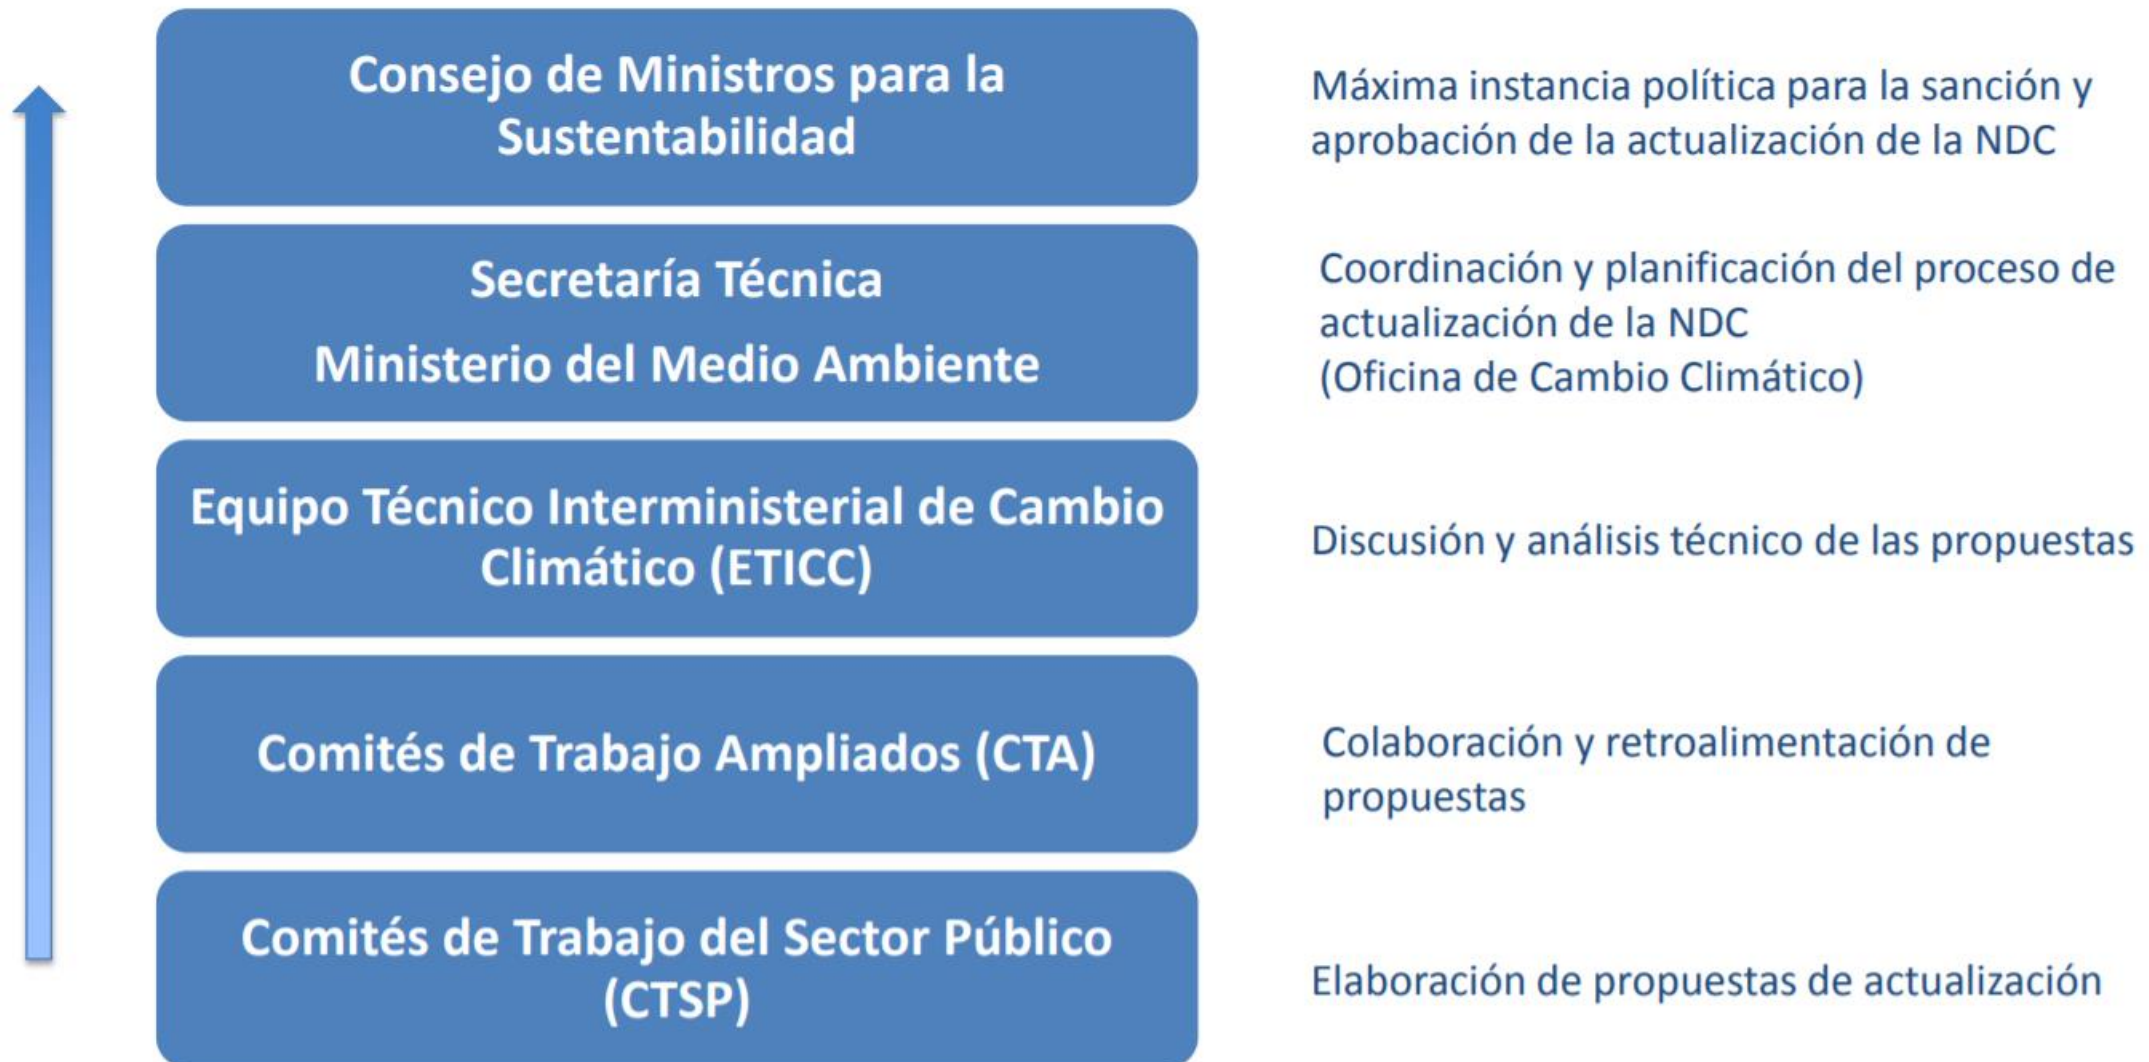 Consejo de Ministros para la
Sustentabilidad
Máxima instancia política para la sanción y
aprobación de la actualización de la NDC
Secretaría Técnica
Ministerio del Medio Ambiente
Coordinación y planificación del proceso de
actualización de la NDC
(Oficina de Cambio Climático)
Equipo Técnico Interministerial de Cambio
Climático (ETICC)
Discusión y análisis técnico de las propuestas
Comités de Trabajo Ampliados (CTA)
Colaboración y retroalimentación de
propuestas
Comités de Trabajo del Sector Público
(CTSP)
Elaboración de propuestas de actualización